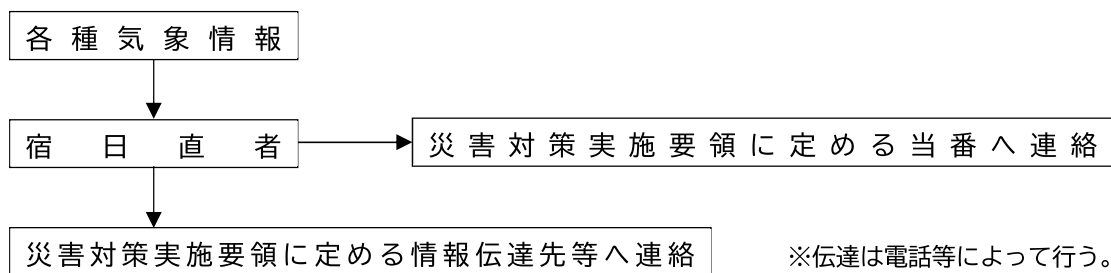 各種気象情報
宿日直者
災害対策実施要領に定める当番へ連絡
災害対策実施要領に定める情報伝達先等へ連絡
※伝達は電話等によって行う。